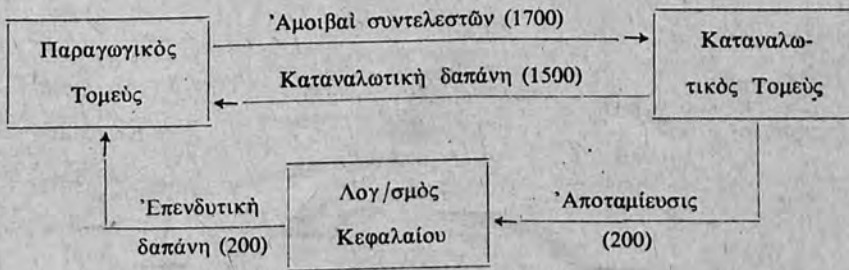 Παραγωγικὸς
Τομεὺς
Ἀμοιβαὶ συντελεστῶν (1700)
Καταναλωτικὴ δαπάνη (1500)
Καταναλω-
τικὸς Τομεὺς
Ἐπενδυτικὴ
δαπάνη (200)
Λογ/σμὸς
Κεφαλαίου
Ἀποταμίευσις
(200)